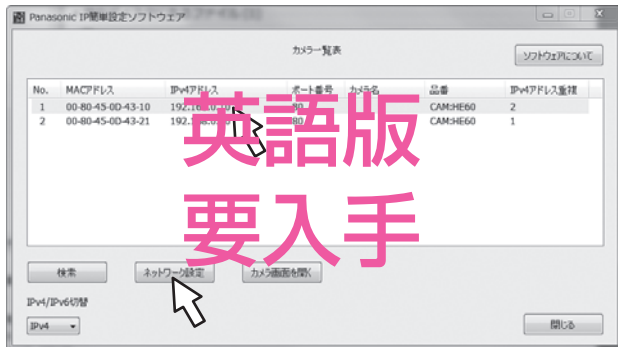 Panasonic IP簡単設定ソフトウェア
カメラ一覧表
ソフトウェアについて
No. MACアドレス IPv4アドレス ポート番号 カメラ名 品番 IPv4アドレス重複
1 00-80-45-0D-43-10 80 CAM:HE60 2
2 00-80-45-0D-43-21 CAM:HE60 1
英語版
要入手
検索 ネットワーク設定 カメラ画面を開く
IPv4/IPv6切替
IPv4 閉じる